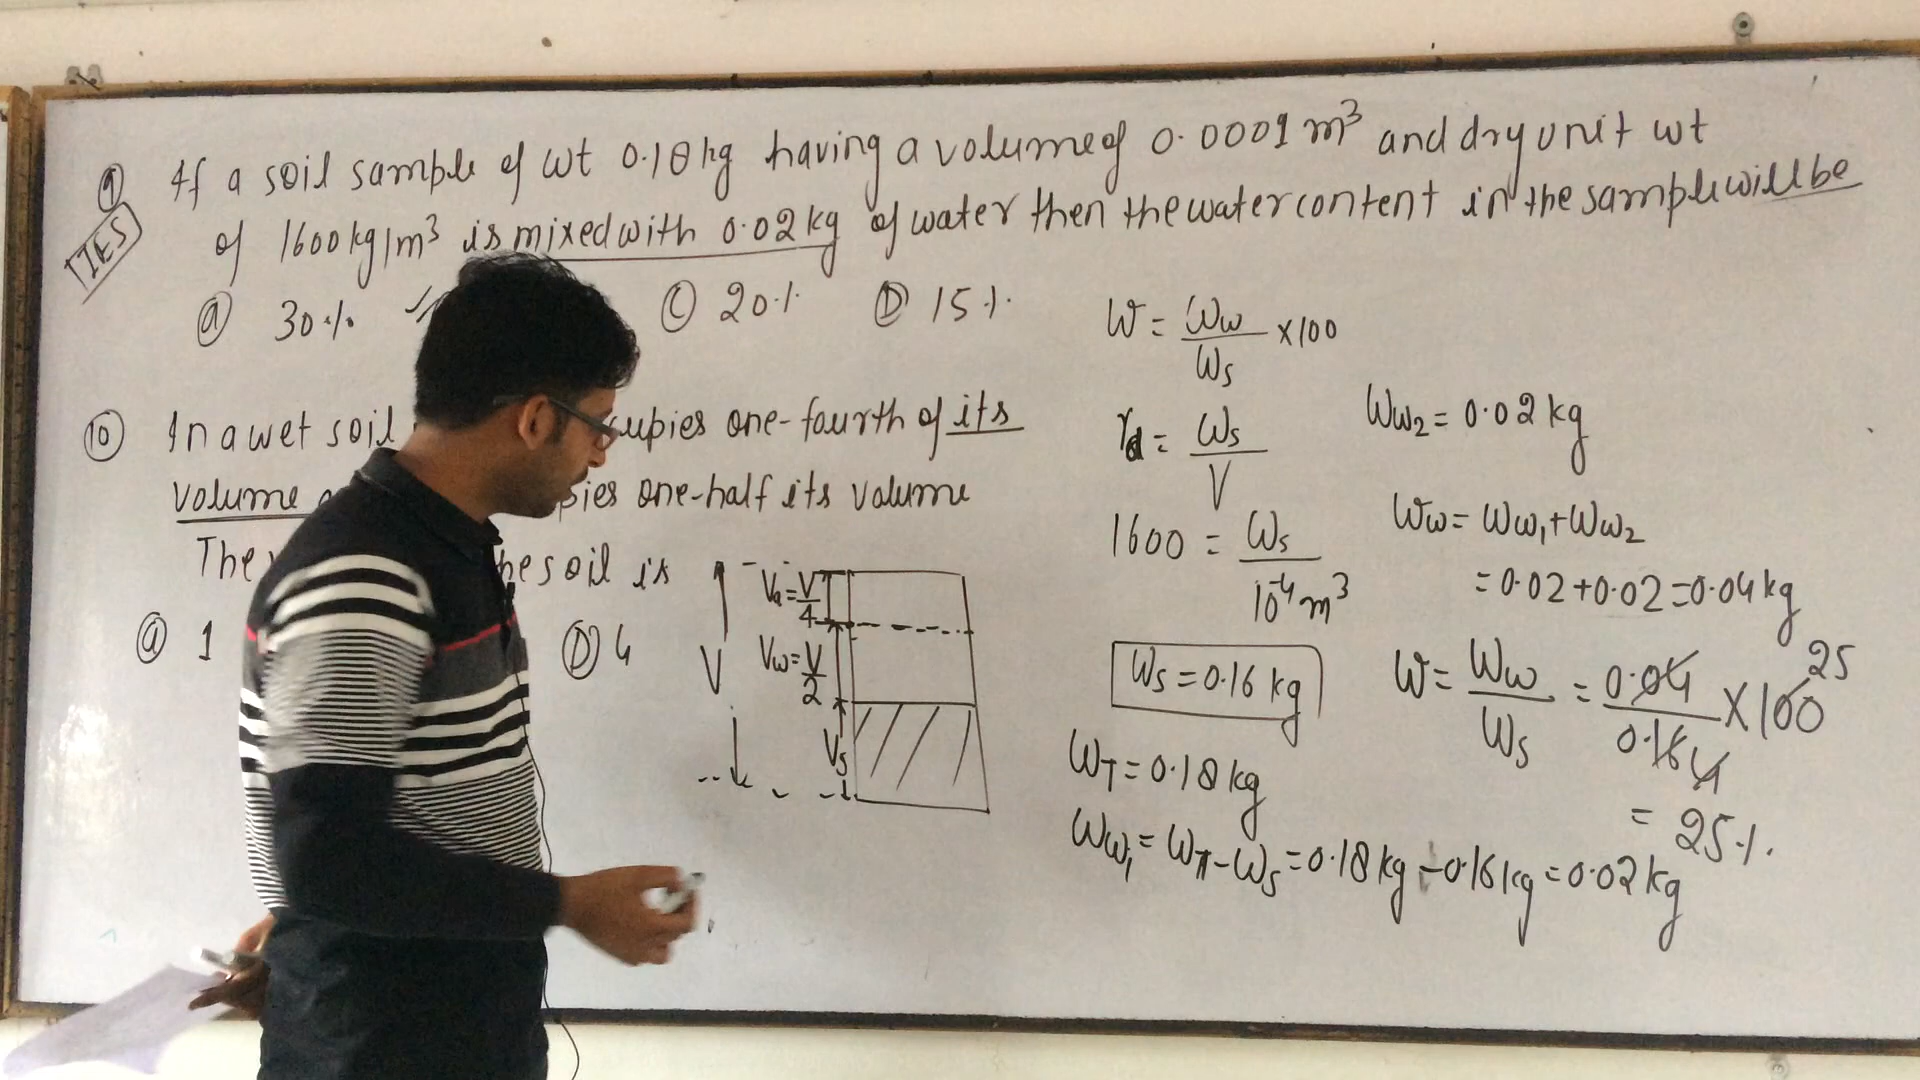 ⑨ If a soil sample of wt 0.18 kg having a volume of 0.0001 m³ and dry unit wt
IES
of 1600 kg/m³ is mixed with 0.02 kg of water then the water content in the sample will be
ⓐ 30% Ⓒ 20% Ⓓ 15%
⑩ In a wet soil occupies one-fourth of its
volume one-half its volume
The soil is
ⓐ 1 Ⓓ 4
Va = V/4
Vw = V/2
V
Vs
W = Ww/Ws × 100
γd = Ws/V
1600 = Ws/10⁻⁴ m³
Ws = 0.16 kg
WT = 0.18 kg
Ww₁ = WT - Ws = 0.18 kg - 0.16 kg = 0.02 kg
Ww₂ = 0.02 kg
Ww = Ww₁ + Ww₂
= 0.02 + 0.02 = 0.04 kg
W = Ww/Ws = 0.04/0.16 × 100
4
25
= 25%